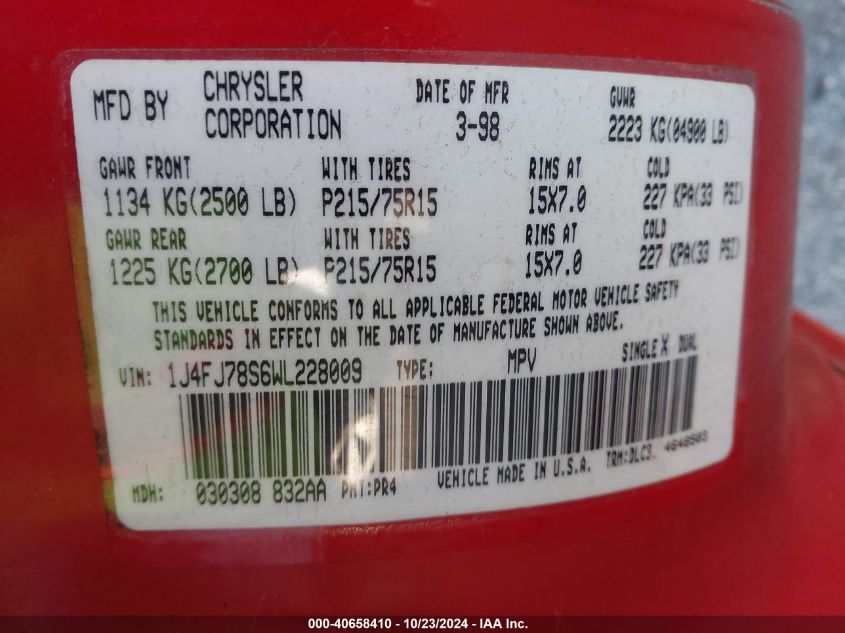 MFD BY CHRYSLER CORPORATION DATE OF MFR 3-98 GVWR 2223 KG(04900 LB)
GAWR FRONT WITH TIRES RIMS AT COLD
1134 KG(2500 LB) P215/75R15 15X7.0 227 KPA(33 PSI)
GAWR REAR WITH TIRES RIMS AT COLD
1225 KG(2700 LB) P215/75R15 15X7.0 227 KPA(33 PSI)
THIS VEHICLE CONFORMS TO ALL APPLICABLE FEDERAL MOTOR VEHICLE SAFETY
STANDARDS IN EFFECT ON THE DATE OF MANUFACTURE SHOWN ABOVE.
VIN: 1J4FJ78S6WL228009 TYPE: MPV SINGLE X DUAL
MDH: 030308 832AA PNT:PR4 VEHICLE MADE IN U.S.A. TRM:DLC3
000-40658410 - 10/23/2024 - IAA Inc.